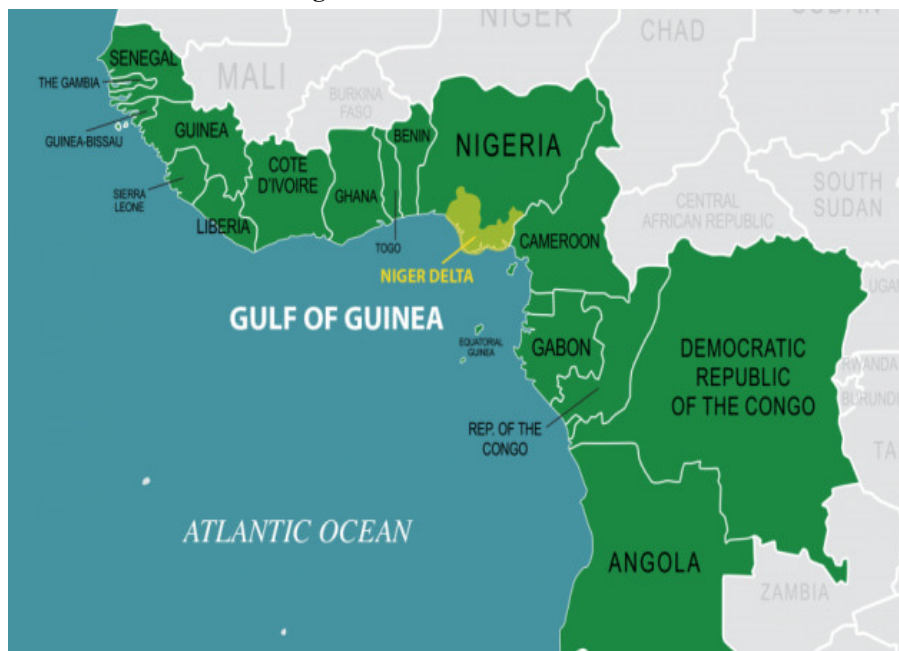 NIGER
SUDAN
CHAD
SENEGAL
MALI
THE GAMBIA
BURKINA
FASO
GUINEA
BENIN
GUINEA-BISSAU
NIGERIA
COTE
D'IVOIRE
GHANA
SIERRA
LEONE
LIBERIA
TOGO
CENTRAL
AFRICAN REPUBLIC
SOUTH
SUDAN
CAMEROON
NIGER DELTA
GULF OF GUINEA
EQUATORIAL
GUINEA
GABON
DEMOCRATIC
REPUBLIC
OF THE CONGO
UGA
RWANDA
BURUNDI
REP. OF THE
CONGO
TA
ATLANTIC OCEAN
ANGOLA
ZAMBIA